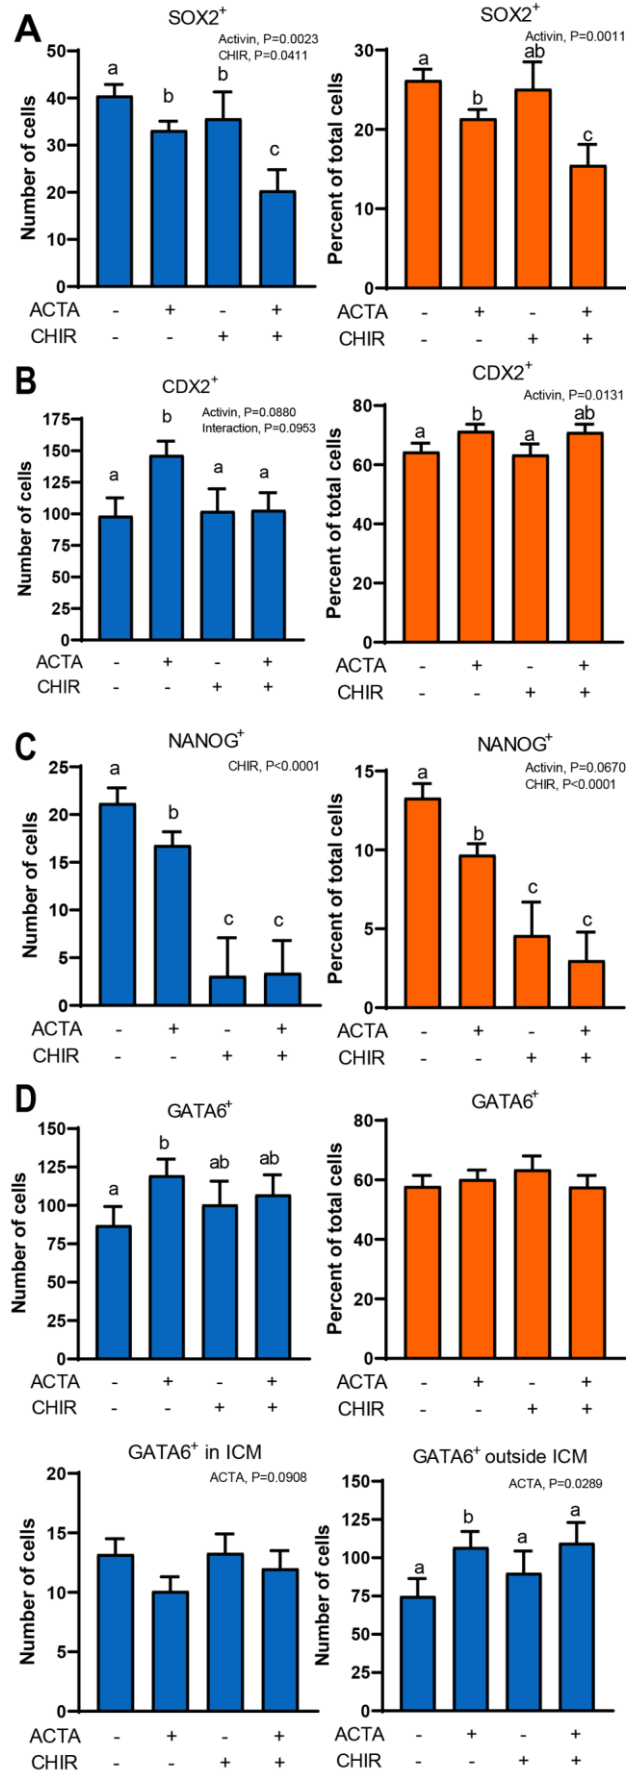 A
SOX2+
Activin, P=0.0023
CHIR, P=0.0411
Number of cells
50
40
30
20
10
0
a
b
b
c
ACTA - + - +
CHIR - - + +
SOX2+
Activin, P=0.0011
Percent of total cells
30
20
10
0
a
b
ab
c
ACTA - + - +
CHIR - - + +
B
CDX2+
Activin, P=0.0880
Interaction, P=0.0953
Number of cells
175
150
125
100
75
50
25
0
a
b
a
a
ACTA - + - +
CHIR - - + +
CDX2+
Activin, P=0.0131
Percent of total cells
80
60
40
20
0
a
b
a
ab
ACTA - + - +
CHIR - - + +
C
NANOG+
CHIR, P<0.0001
Number of cells
25
20
15
10
5
0
a
b
c
c
ACTA - + - +
CHIR - - + +
NANOG+
Activin, P=0.0670
CHIR, P<0.0001
Percent of total cells
15
10
5
0
a
b
c
c
ACTA - + - +
CHIR - - + +
D
GATA6+
Number of cells
150
125
100
75
50
25
0
a
b
ab
ab
ACTA - + - +
CHIR - - + +
GATA6+
Percent of total cells
80
60
40
20
0
ACTA - + - +
CHIR - - + +
GATA6+ in ICM
ACTA, P=0.0908
Number of cells
20
15
10
5
0
ACTA - + - +
CHIR - - + +
GATA6+ outside ICM
ACTA, P=0.0289
Number of cells
150
125
100
75
50
25
0
a
b
a
a
ACTA - + - +
CHIR - - + +